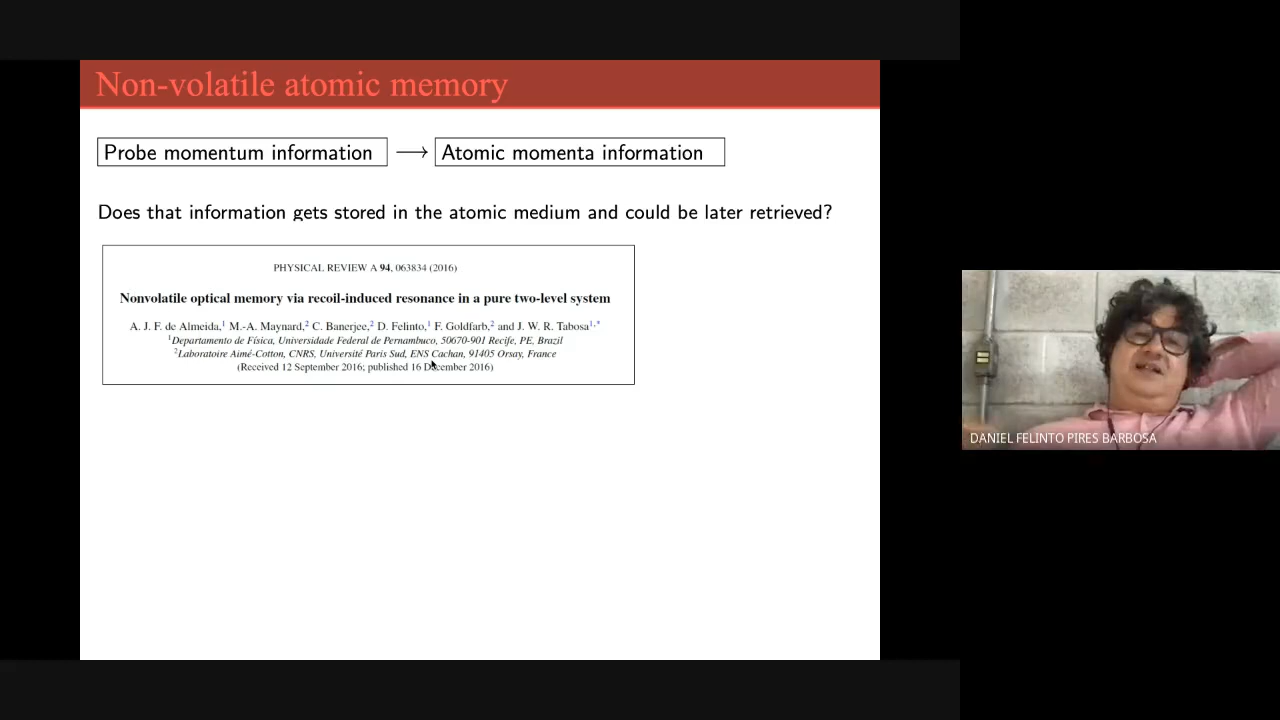 Non-volatile atomic memory
Probe momentum information → Atomic momenta information
Does that information gets stored in the atomic medium and could be later retrieved?
PHYSICAL REVIEW A 94, 063834 (2016)
Nonvolatile optical memory via recoil-induced resonance in a pure two-level system
A. J. F. de Almeida,1 M.-A. Maynard,2 C. Banerjee,2 D. Felinto,1 F. Goldfarb,2 and J. W. R. Tabosa1,*
1Departamento de Física, Universidade Federal de Pernambuco, 50670-901 Recife, PE, Brazil
2Laboratoire Aimé-Cotton, CNRS, Université Paris Sud, ENS Cachan, 91405 Orsay, France
(Received 12 September 2016; published 16 December 2016)
DANIEL FELINTO PIRES BARBOSA